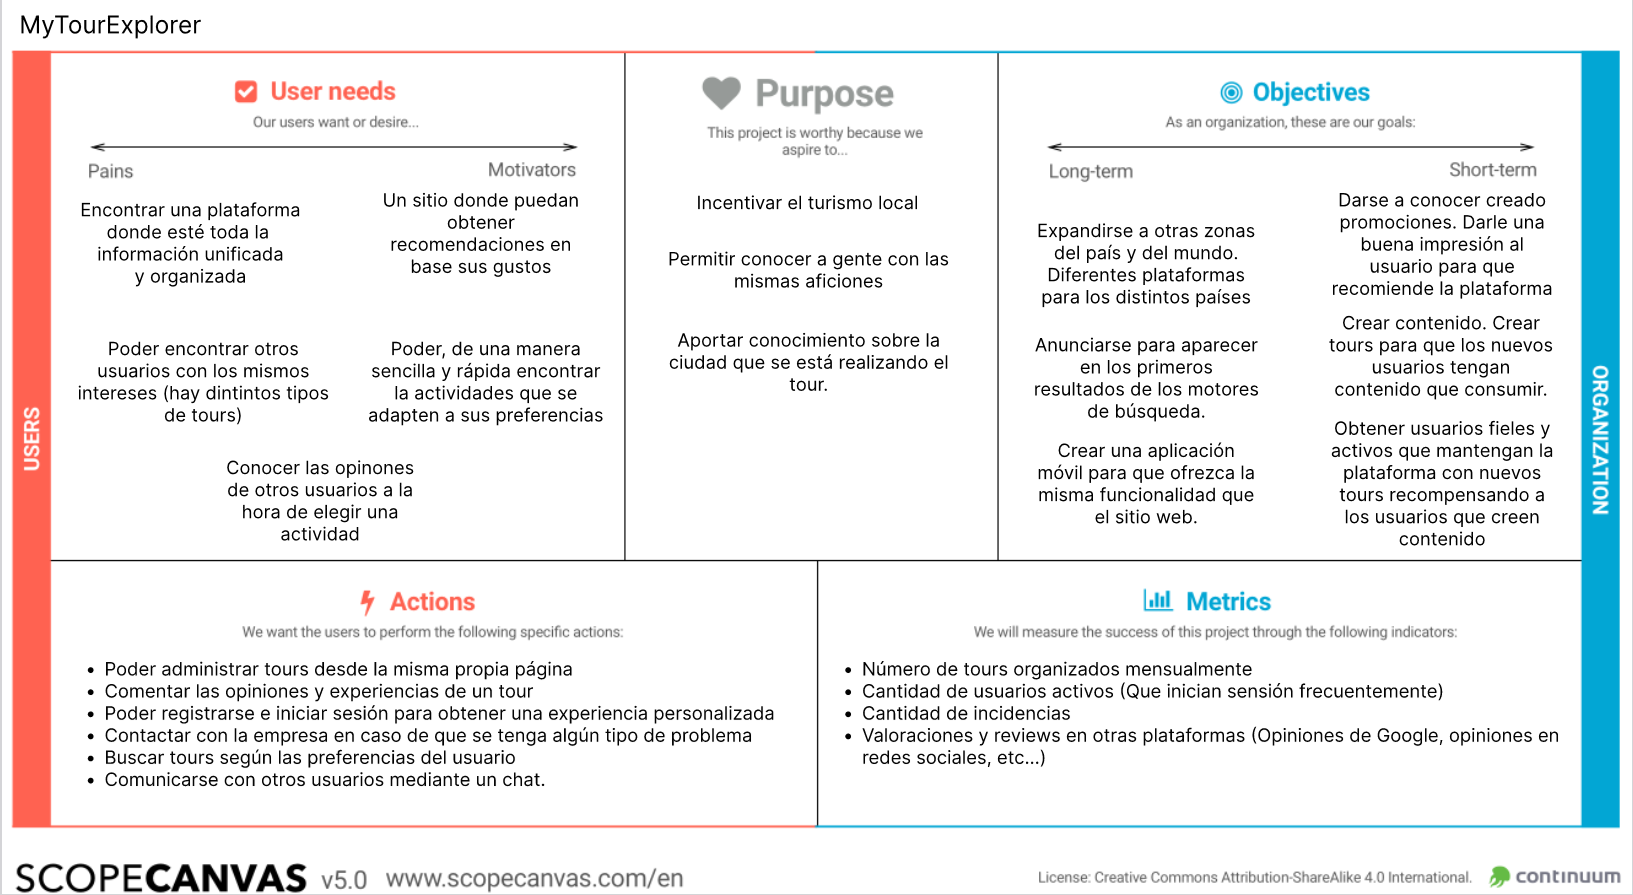 MyTourExplorer
User needs
Our users want or desire...
Pains
Motivators
Encontrar una plataforma
donde esté toda la
información unificada
y organizada
Un sitio donde puedan
obtener
recomendaciones en
base sus gustos
Poder encontrar otros
usuarios con los mismos
intereses (hay dintintos tipos
de tours)
Poder, de una manera
sencilla y rápida encontrar
la actividades que se
adapten a sus preferencias
Conocer las opinones
de otros usuarios a la
hora de elegir una
actividad
Purpose
This project is worthy because we
aspire to...
Incentivar el turismo local
Permitir conocer a gente con las
mismas aficiones
Aportar conocimiento sobre la
ciudad que se está realizando el
tour.
Objectives
As an organization, these are our goals:
Long-term
Short-term
Expandirse a otras zonas
del país y del mundo.
Diferentes plataformas
para los distintos países
Anunciarse para aparecer
en los primeros
resultados de los motores
de búsqueda.
Crear una aplicación
móvil para que ofrezca la
misma funcionalidad que
el sitio web.
Darse a conocer creado
promociones. Darle una
buena impresión al
usuario para que
recomiende la plataforma
Crear contenido. Crear
tours para que los nuevos
usuarios tengan
contenido que consumir.
Obtener usuarios fieles y
activos que mantengan la
plataforma con nuevos
tours recompensando a
los usuarios que creen
contenido
USERS
ORGANIZATION
Actions
We want the users to perform the following specific actions:
• Poder administrar tours desde la misma propia página
• Comentar las opiniones y experiencias de un tour
• Poder registrarse e iniciar sesión para obtener una experiencia personalizada
• Contactar con la empresa en caso de que se tenga algún tipo de problema
• Buscar tours según las preferencias del usuario
• Comunicarse con otros usuarios mediante un chat.
Metrics
We will measure the success of this project through the following indicators:
• Número de tours organizados mensualmente
• Cantidad de usuarios activos (Que inician sensión frecuentemente)
• Cantidad de incidencias
• Valoraciones y reviews en otras plataformas (Opiniones de Google, opiniones en
redes sociales, etc...)
SCOPECANVAS v5.0 www.scopecanvas.com/en
License: Creative Commons Attribution-ShareAlike 4.0 International.
continuum